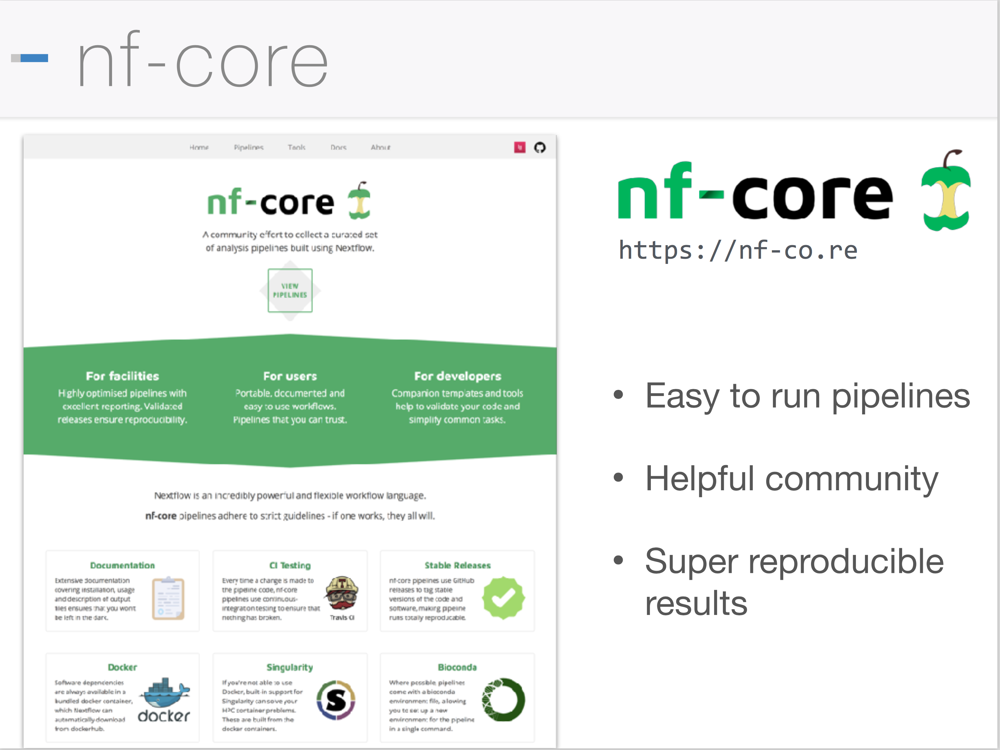 nf-core
Home Pipelines Tools Docs About
nf-core
A community effort to collect a curated set
of analysis pipelines built using Nextflow.
VIEW
PIPELINES
For facilities
Highly optimised pipelines with
excellent reporting. Validated
releases ensure reproducibility.
For users
Portable, documented and
easy to use workflows.
Pipelines that you can trust.
For developers
Companion templates and tools
help to validate your code and
simplify common tasks.
Nextflow is an incredibly powerful and flexible workflow language.
nf-core pipelines adhere to strict guidelines - if one works, they all will.
Documentation
Extensive documentation
covering installation, usage
and description of output
files ensures that you won't
be left in the dark.
CI Testing
Every time a change is made to
the pipeline code, nf-core
pipelines use continuous-
integration testing to ensure that
nothing has broken.
Travis CI
Stable Releases
nf-core pipelines use GitHub
releases to tag stable
versions of the code and
software, making pipeline
runs totally reproducable.
Docker
Software dependencies
are always available in a
bundled docker container,
which Nextflow can
automatically download
from dockerhub.
docker
Singularity
If you're not able to use
Docker, built-in support for
Singularity can solve your
HPC container problems.
These are built from the
docker containers.
S
Bioconda
Where possible, pipelines
come with a bioconda
environment file, allowing
you to set up a new
environment for the pipeline
in a single command.
nf-core
https://nf-co.re
• Easy to run pipelines
• Helpful community
• Super reproducible
results